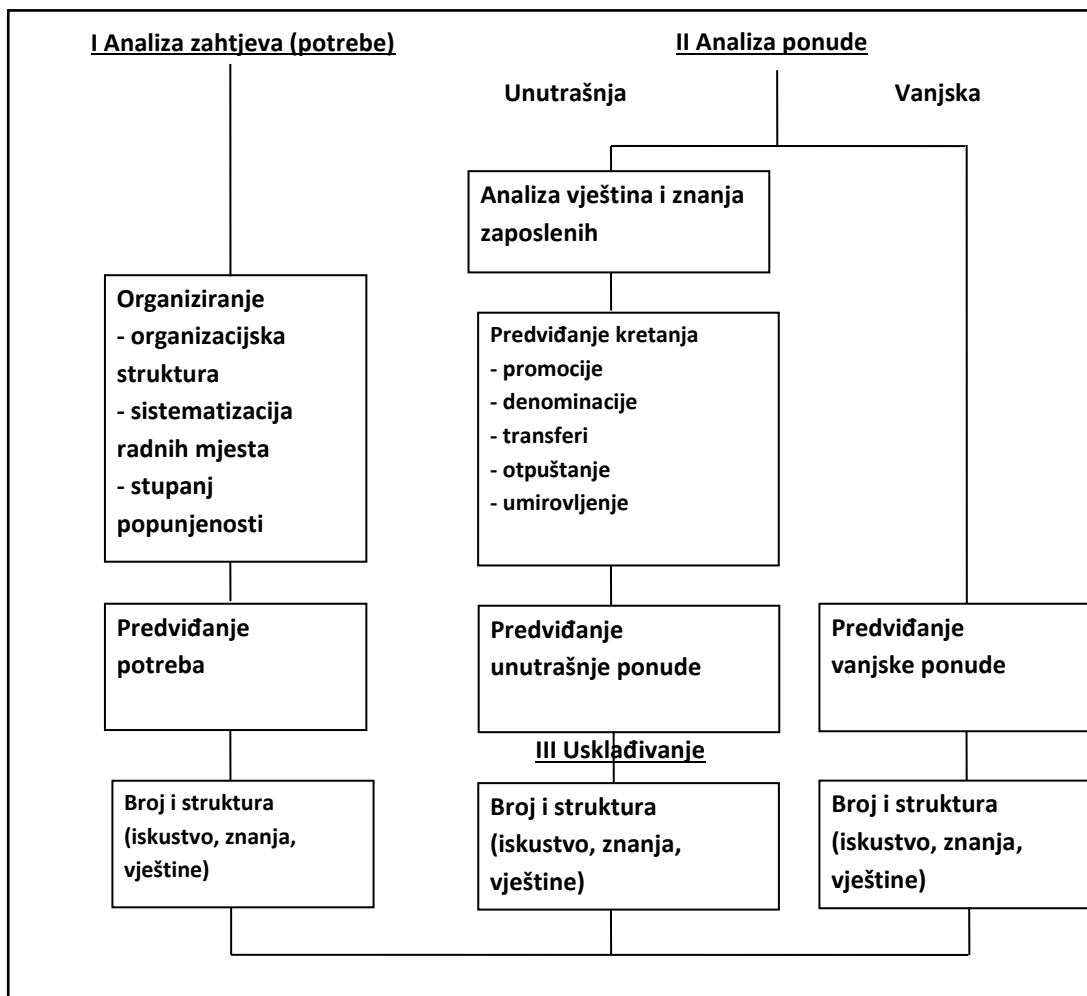 I Analiza zahtjeva (potrebe)
II Analiza ponude
Unutrašnja
Vanjska
Organiziranje
- organizacijska
struktura
- sistematizacija
radnih mjesta
- stupanj
popunjenosti
Predviđanje
potreba
Broj i struktura
(iskustvo, znanja,
vještine)
Analiza vještina i znanja
zaposlenih
Predviđanje kretanja
- promocije
- denominacije
- transferi
- otpuštanje
- umirovljenje
Predviđanje
unutrašnje ponude
III Usklađivanje
Broj i struktura
(iskustvo, znanja,
vještine)
Predviđanje
vanjske ponude
Broj i struktura
(iskustvo, znanja,
vještine)